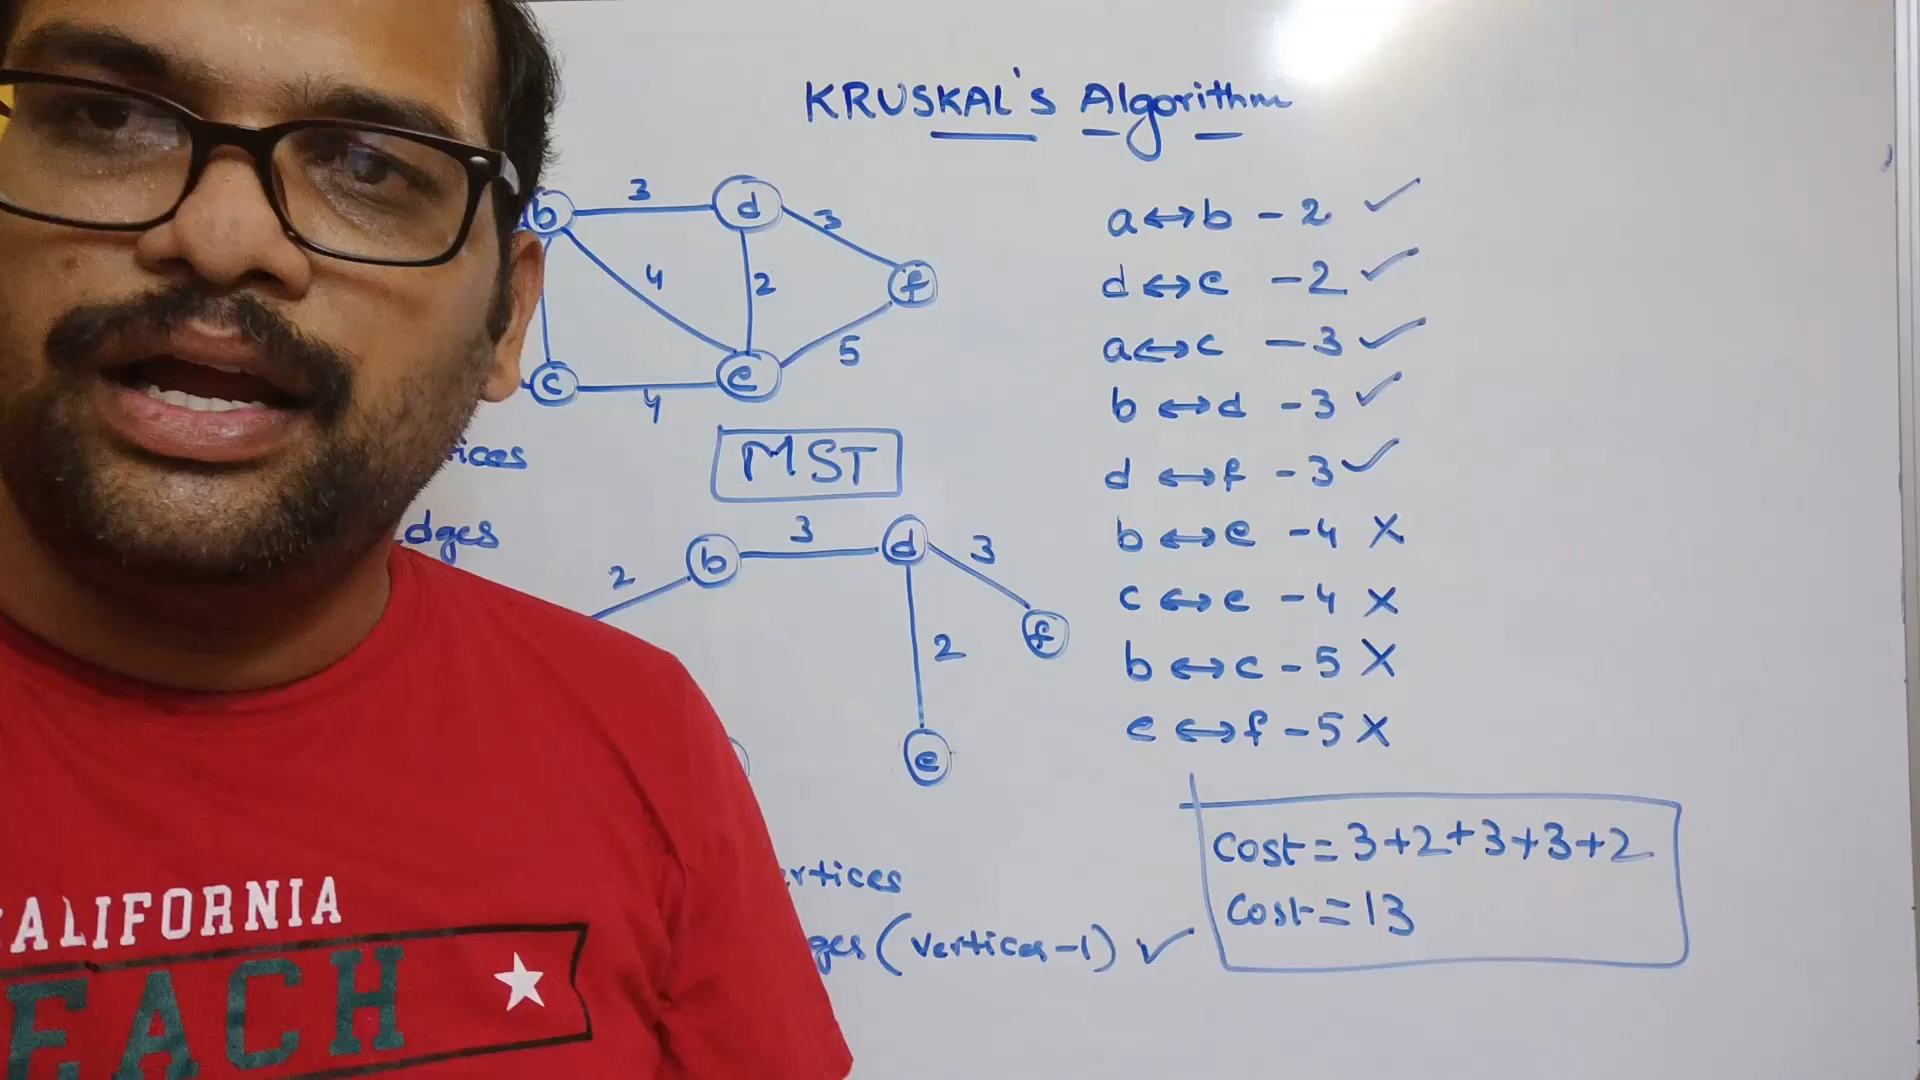 KRUSKAL's Algorithm
b 3 d 3
4 2 f
c 4 e 5
MST
b 3 d 3
2 2 f
e
a↔b - 2 ✓
d↔e - 2 ✓
a↔c - 3 ✓
b↔d - 3 ✓
d↔f - 3 ✓
b↔e - 4 X
c↔e - 4 X
b↔c - 5 X
e↔f - 5 X
(vertices-1) ✓
Cost = 3+2+3+3+2
Cost = 13
ALIFORNIA
EACH